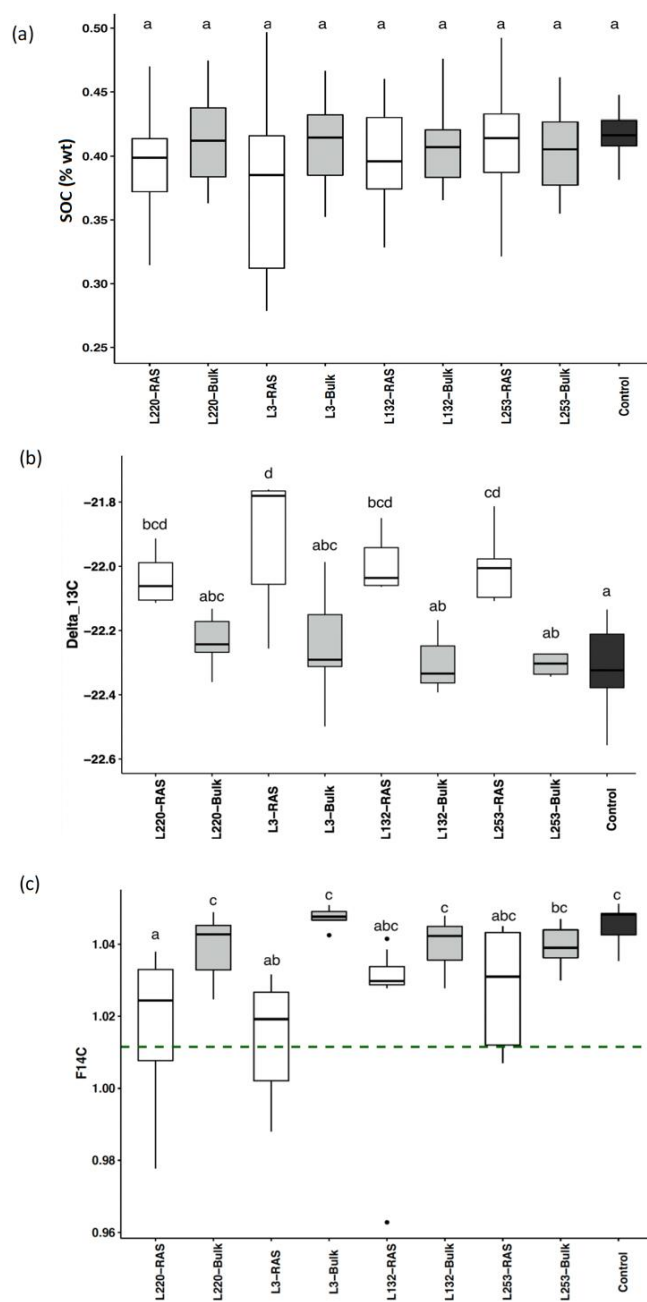 (a)
a a a a a a a a a
0.50
0.45
0.40
0.35
0.30
0.25
SOC (% wt)
L220−RAS
L220−Bulk
L3−RAS
L3−Bulk
L132−RAS
L132−Bulk
L253−RAS
L253−Bulk
Control
(b)
bcd abc d abc bcd ab cd ab a
−21.8
−22.0
−22.2
−22.4
−22.6
Delta_13C
L220−RAS
L220−Bulk
L3−RAS
L3−Bulk
L132−RAS
L132−Bulk
L253−RAS
L253−Bulk
Control
(c)
a c ab c abc c abc bc c
1.04
1.02
1.00
0.98
0.96
F14C
L220−RAS
L220−Bulk
L3−RAS
L3−Bulk
L132−RAS
L132−Bulk
L253−RAS
L253−Bulk
Control